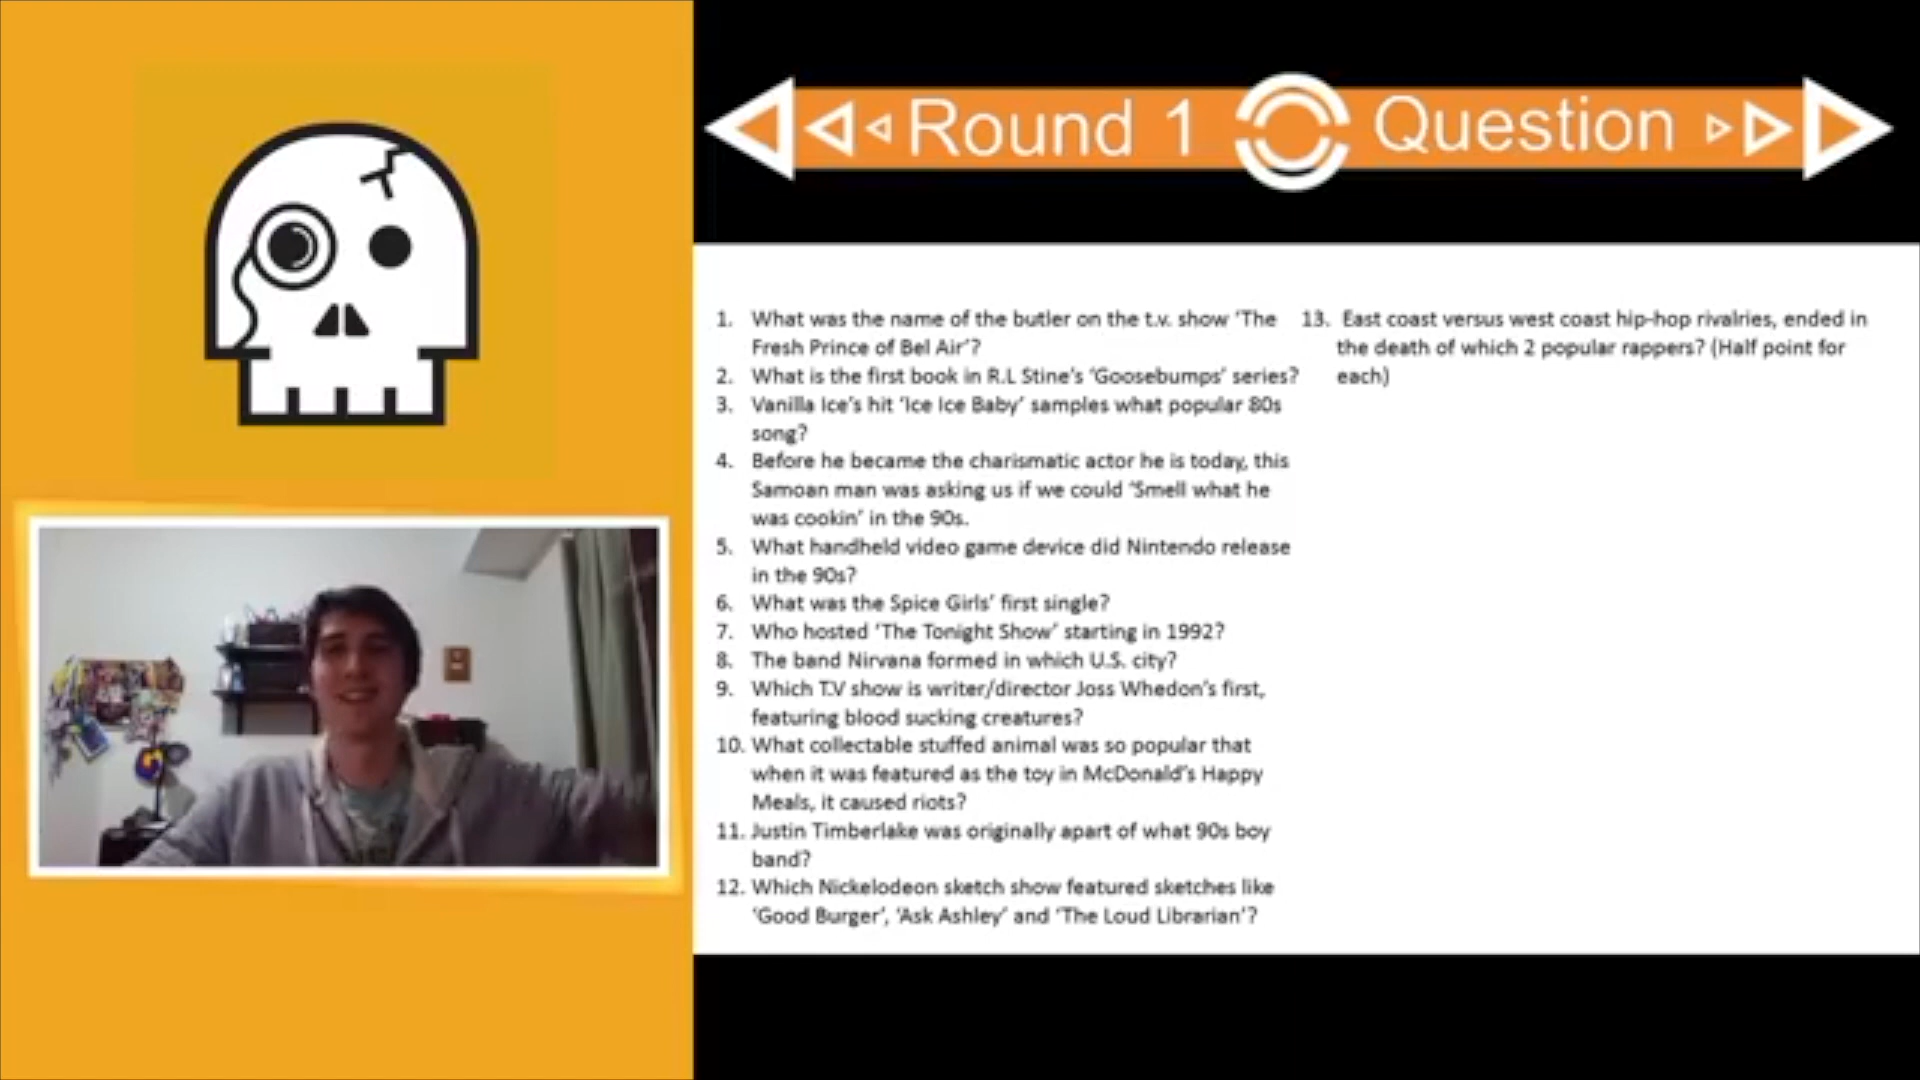 Round 1 Question
1. What was the name of the butler on the t.v. show ‘The
Fresh Prince of Bel Air’?
2. What is the first book in R.L Stine’s ‘Goosebumps’ series?
3. Vanilla Ice’s hit ‘Ice Ice Baby’ samples what popular 80s
song?
4. Before he became the charismatic actor he is today, this
Samoan man was asking us if we could ‘Smell what he
was cookin’ in the 90s.
5. What handheld video game device did Nintendo release
in the 90s?
6. What was the Spice Girls’ first single?
7. Who hosted ‘The Tonight Show’ starting in 1992?
8. The band Nirvana formed in which U.S. city?
9. Which T.V show is writer/director Joss Whedon’s first,
featuring blood sucking creatures?
10. What collectable stuffed animal was so popular that
when it was featured as the toy in McDonald’s Happy
Meals, it caused riots?
11. Justin Timberlake was originally apart of what 90s boy
band?
12. Which Nickelodeon sketch show featured sketches like
‘Good Burger’, ‘Ask Ashley’ and ‘The Loud Librarian’?
13. East coast versus west coast hip-hop rivalries, ended in
the death of which 2 popular rappers? (Half point for
each)